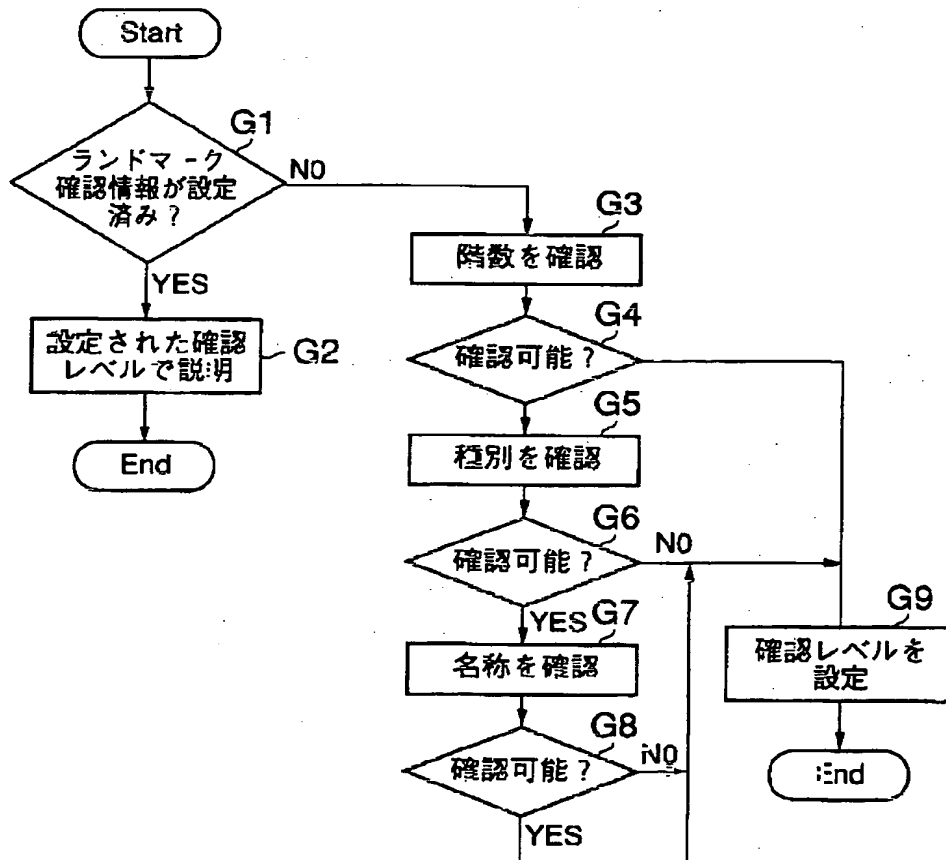 Start
G1
ランドマーク
確認情報が設定
済み？
NO
YES
設定された確認
レベルで説明
G2
End
G3
階数を確認
G4
確認可能？
G5
種別を確認
G6
確認可能？
NO
YES
G7
名称を確認
G8
確認可能？
NO
YES
G9
確認レベルを
設定
End